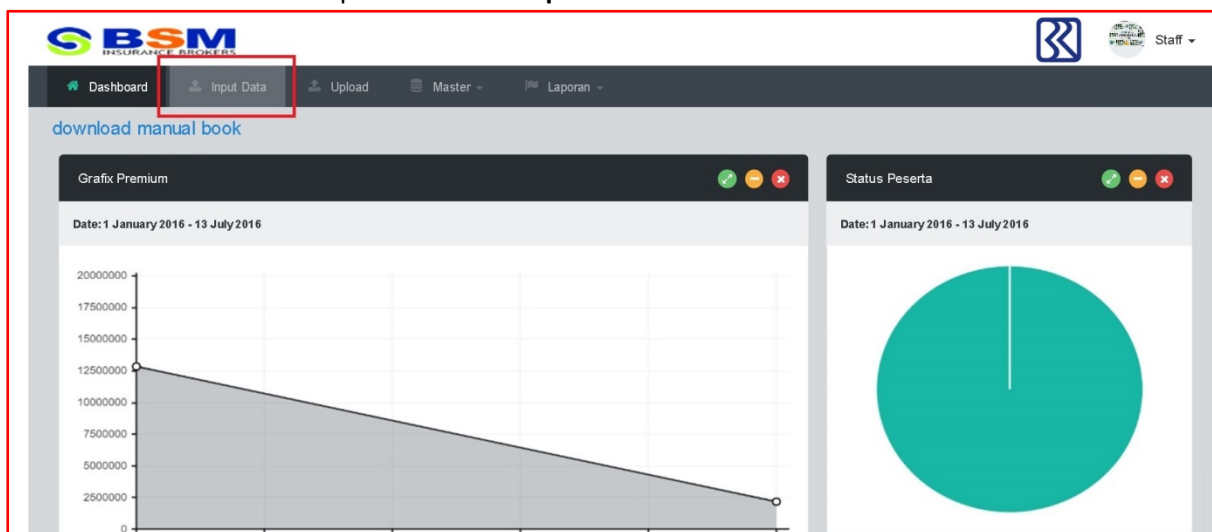 BSM
INSURANCE BROKERS
Staff
Dashboard Input Data Upload Master Laporan
download manual book
Grafix Premium
Date: 1 January 2016 - 13 July 2016
20000000
17500000
15000000
12500000
10000000
7500000
5000000
2500000
0
Status Peserta
Date: 1 January 2016 - 13 July 2016